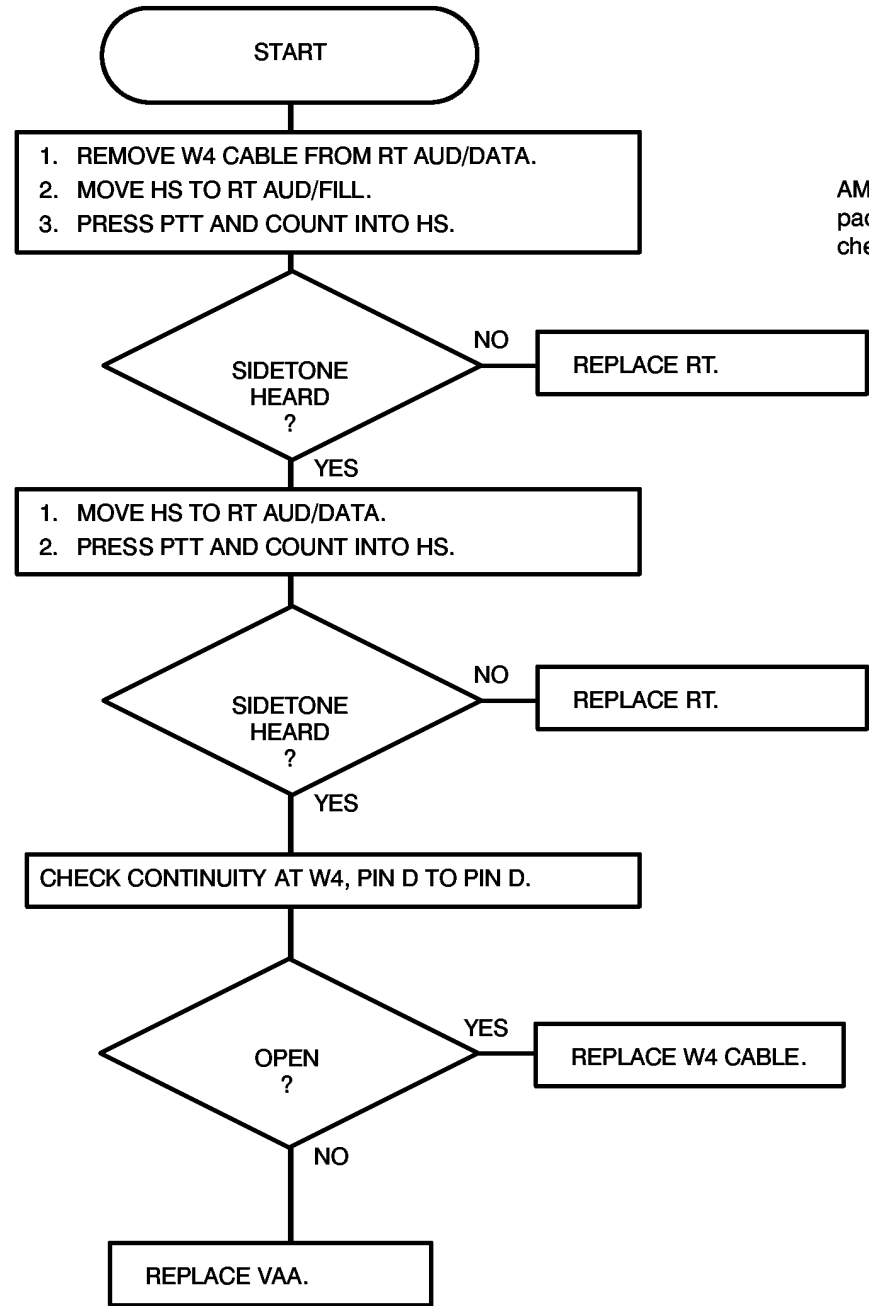 START
1. REMOVE W4 CABLE FROM RT AUD/DATA.
2. MOVE HS TO RT AUD/FILL.
3. PRESS PTT AND COUNT INTO HS.
AM
pac
che
SIDETONE
HEARD
?
NO
REPLACE RT.
YES
1. MOVE HS TO RT AUD/DATA.
2. PRESS PTT AND COUNT INTO HS.
SIDETONE
HEARD
?
NO
REPLACE RT.
YES
CHECK CONTINUITY AT W4, PIN D TO PIN D.
OPEN
?
YES
REPLACE W4 CABLE.
NO
REPLACE VAA.